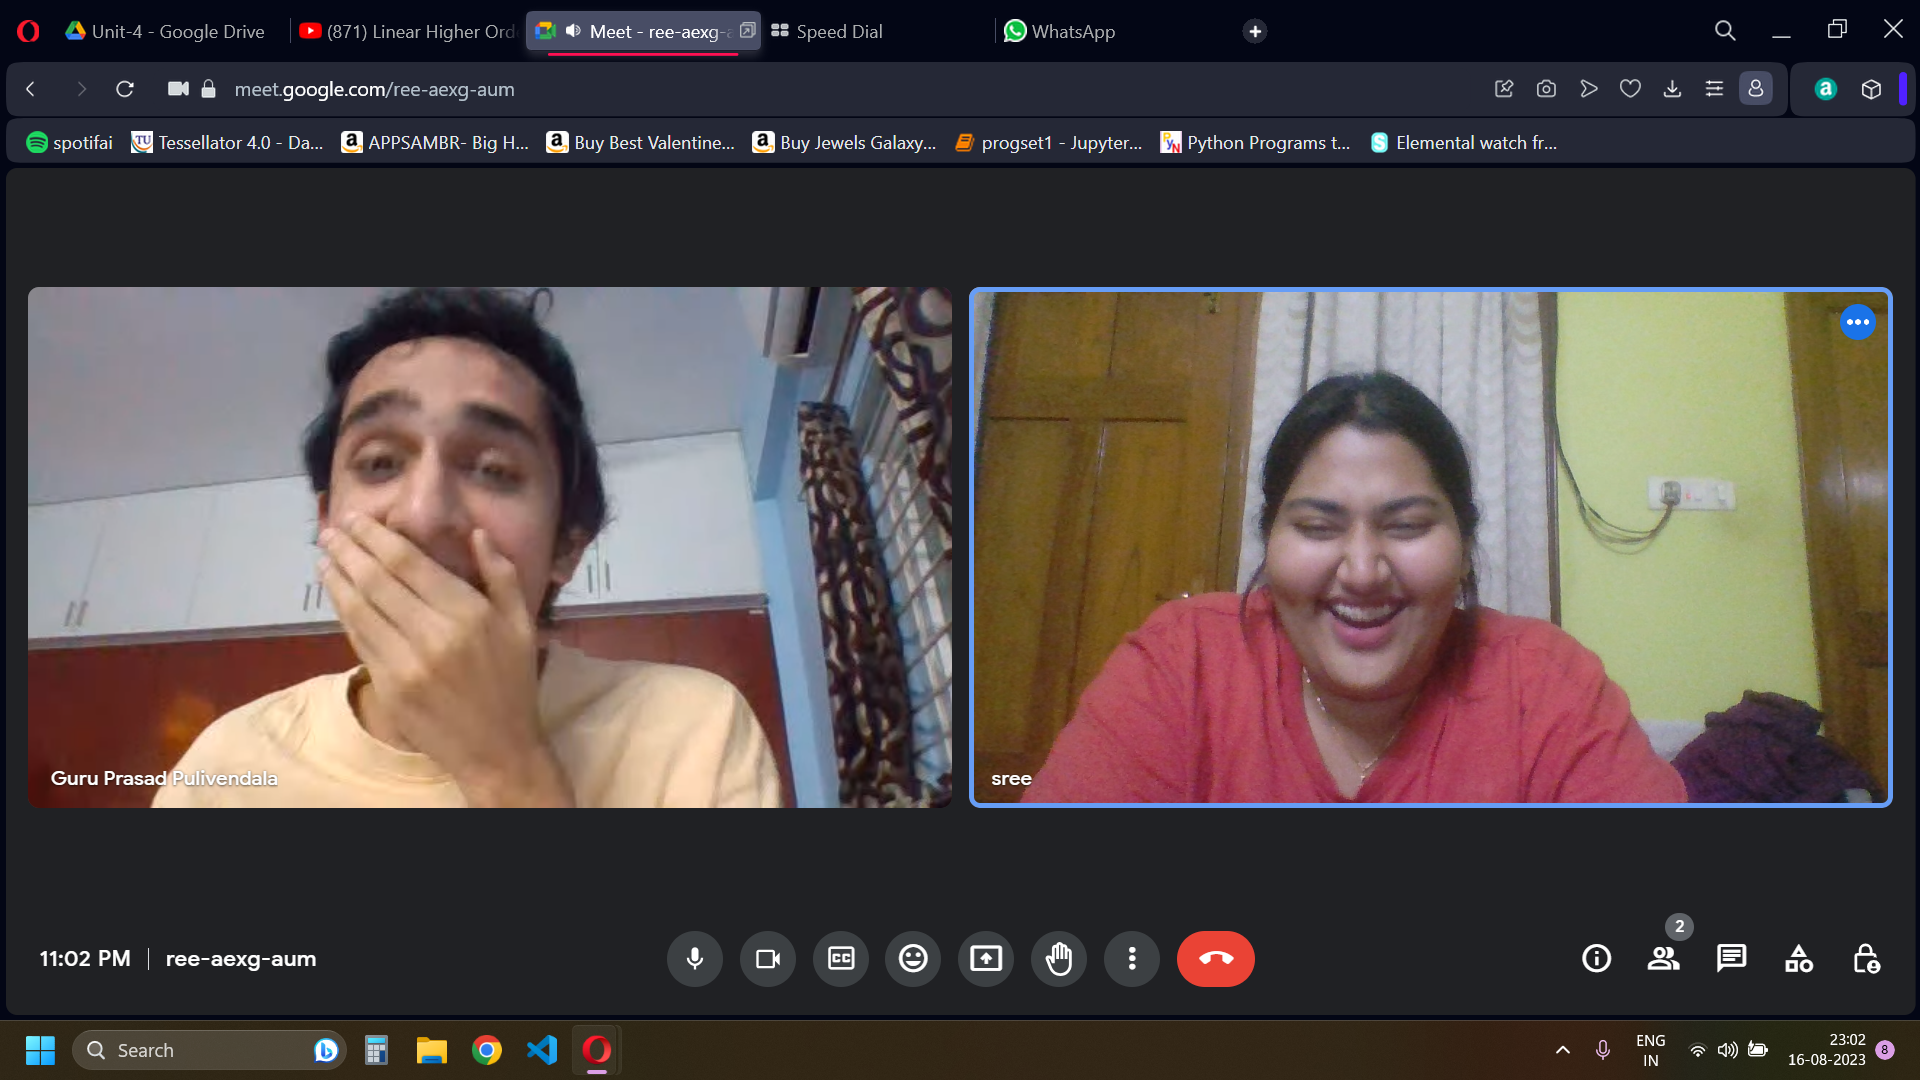 Unit-4 - Google Drive
(871) Linear Higher Ord
Meet - ree-aexg-a
Speed Dial
WhatsApp
meet.google.com/ree-aexg-aum
a
spotifai
TU
Tessellator 4.0 - Da...
a
APPSAMBR- Big H...
a
Buy Best Valentine...
a
Buy Jewels Galaxy...
progset1 - Jupyter...
Python Programs t...
S
Elemental watch fr...
Guru Prasad Pulivendala
sree
2
11:02 PM
ree-aexg-aum
CC
Search
ENG
IN
23:02
16-08-2023
8